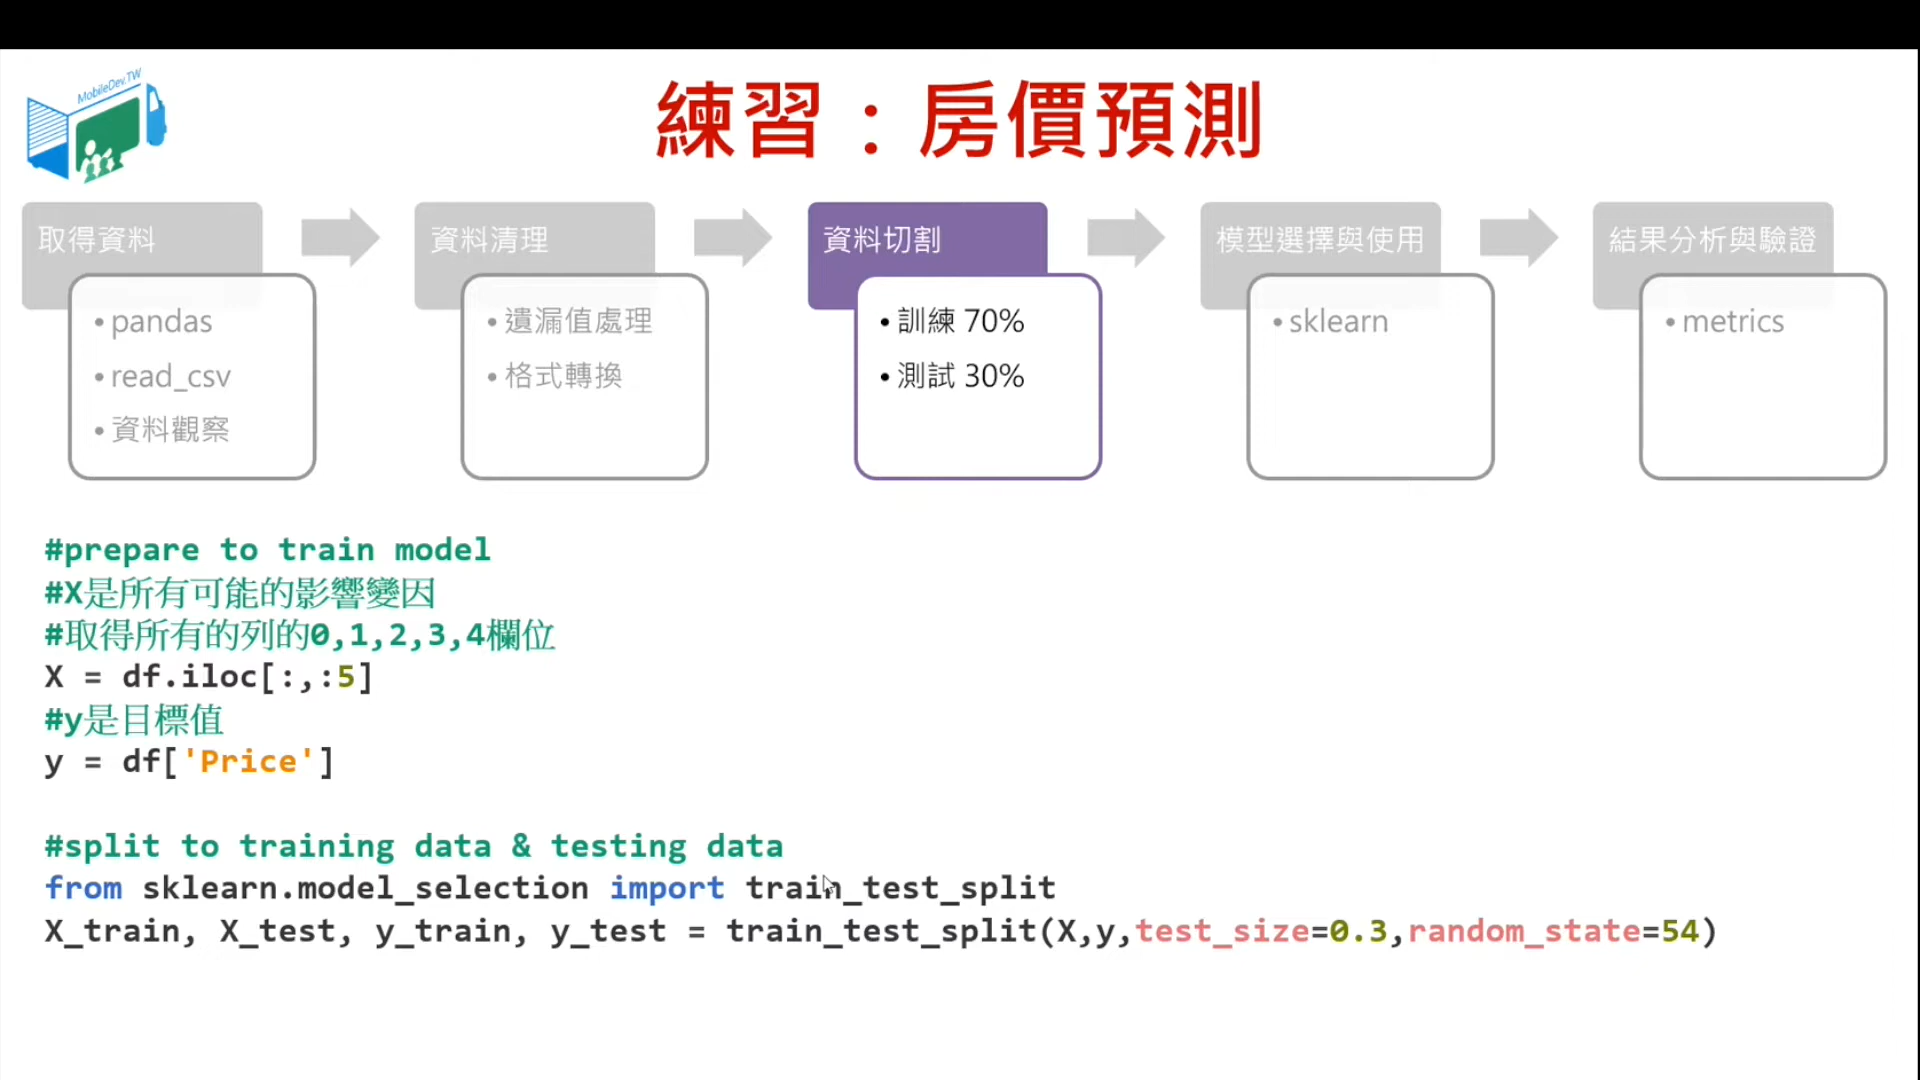 MobileDev.TW
練習：房價預測
取得資料
• pandas
• read_csv
• 資料觀察
資料清理
• 遺漏值處理
• 格式轉換
資料切割
• 訓練 70%
• 測試 30%
模型選擇與使用
• sklearn
結果分析與驗證
• metrics
#prepare to train model
#X是所有可能的影響變因
#取得所有的列的0,1,2,3,4欄位
X = df.iloc[:,:5]
#y是目標值
y = df['Price']
#split to training data & testing data
from sklearn.model_selection import train_test_split
X_train, X_test, y_train, y_test = train_test_split(X,y,test_size=0.3,random_state=54)